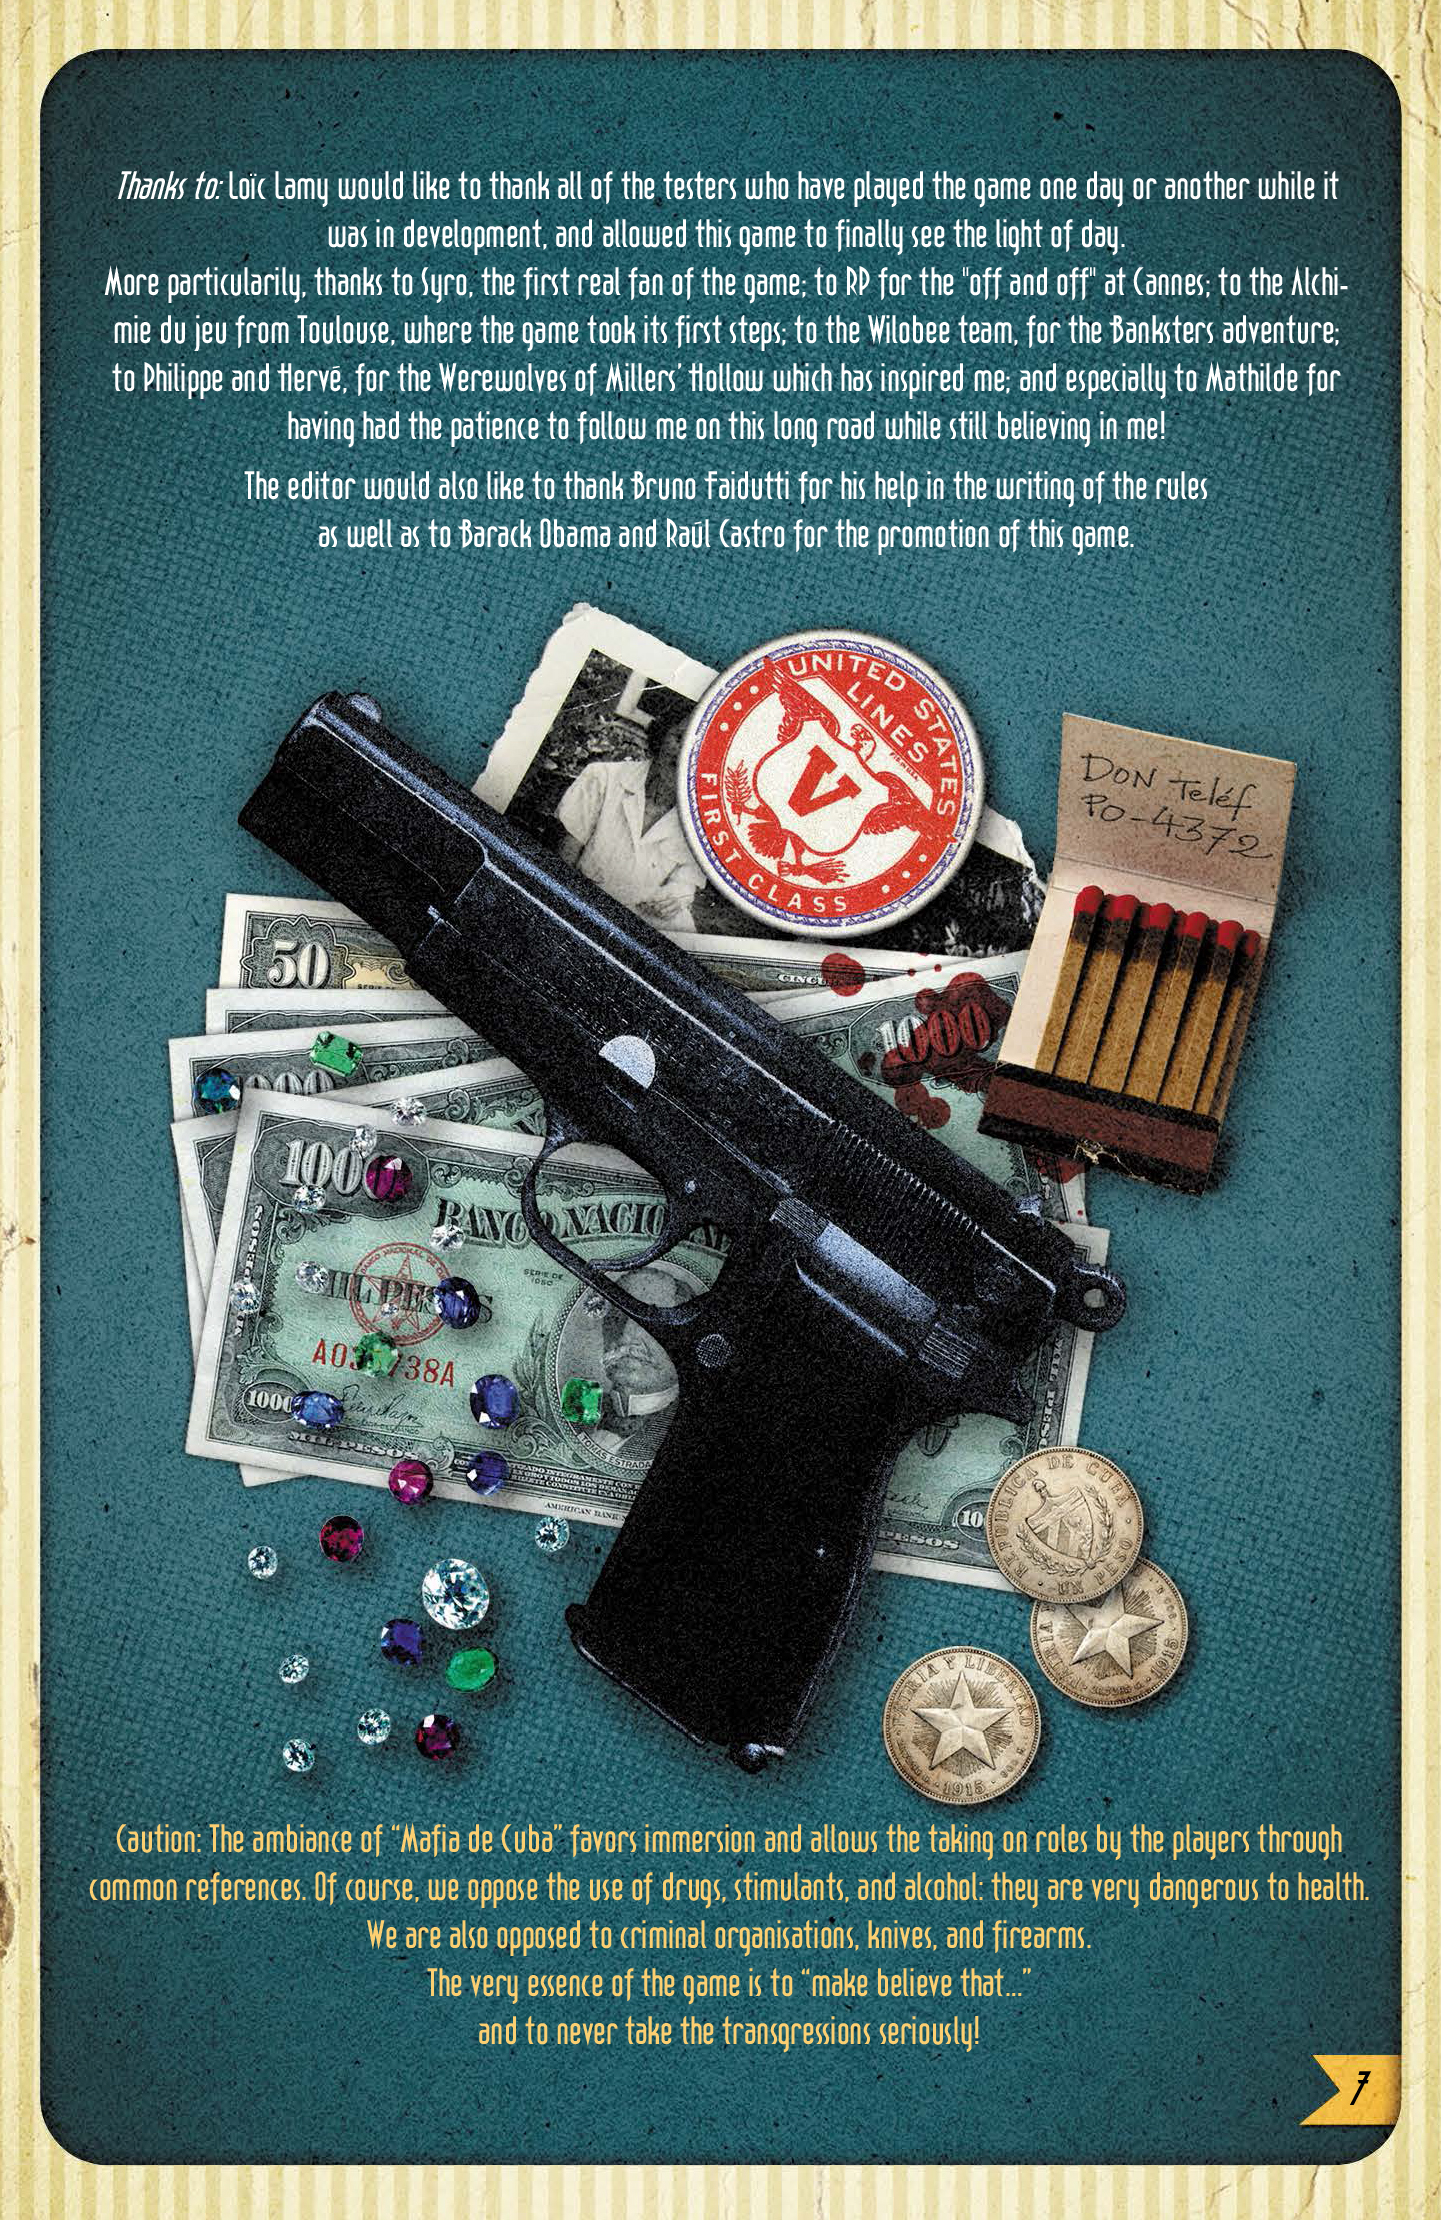 Thanks to: Loïc Lamy would like to thank all of the testers who have played the game one day or another while it
was in development, and allowed this game to finally see the light of day.
More particularily, thanks to Syro, the first real fan of the game; to RP for the "off and off" at Cannes; to the Alchi-
mie du jeu from Toulouse, where the game took its first steps; to the Wilobee team, for the Banksters adventure;
to Philippe and Hervé, for the Werewolves of Millers' Hollow which has inspired me; and especially to Mathilde for
having had the patience to follow me on this long road while still believing in me!
The editor would also like to thank Bruno Faidutti for his help in the writing of the rules
as well as to Barack Obama and Raúl Castro for the promotion of this game.
UNITED STATES
LINES
V
FIRST CLASS
DON Teléf
PO-4372
50
1000
1000
BANCO NACIONAL
SERIE DE
1950
MIL PESOS
738A
1000
MIL PESOS
PESOS
REPUBLICA DE CUBA
UN PESO
1915
PATRIA Y LIBERTAD
1915
Caution: The ambiance of “Mafia de Cuba” favors immersion and allows the taking on roles by the players through
common references. Of course, we oppose the use of drugs, stimulants, and alcohol: they are very dangerous to health.
We are also opposed to criminal organisations, knives, and firearms.
The very essence of the game is to “make believe that...”
and to never take the transgressions seriously!
7